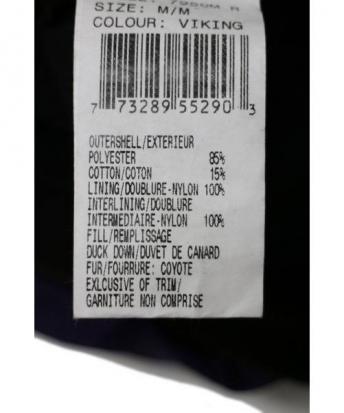 SIZE: M/M
COLOUR: VIKING
7 73289 55290 3
OUTERSHELL/EXTERIEUR
POLYESTER 85%
COTTON/COTON 15%
LINING/DOUBLURE-NYLON 100%
INTERLINING/DOUBLURE
INTERMEDIAIRE-NYLON 100%
FILL/REMPLISSAGE
DUCK DOWN/DUVET DE CANARD
FUR/FOURRURE: COYOTE
EXLCUSIVE OF TRIM/
GARNITURE NON COMPRISE